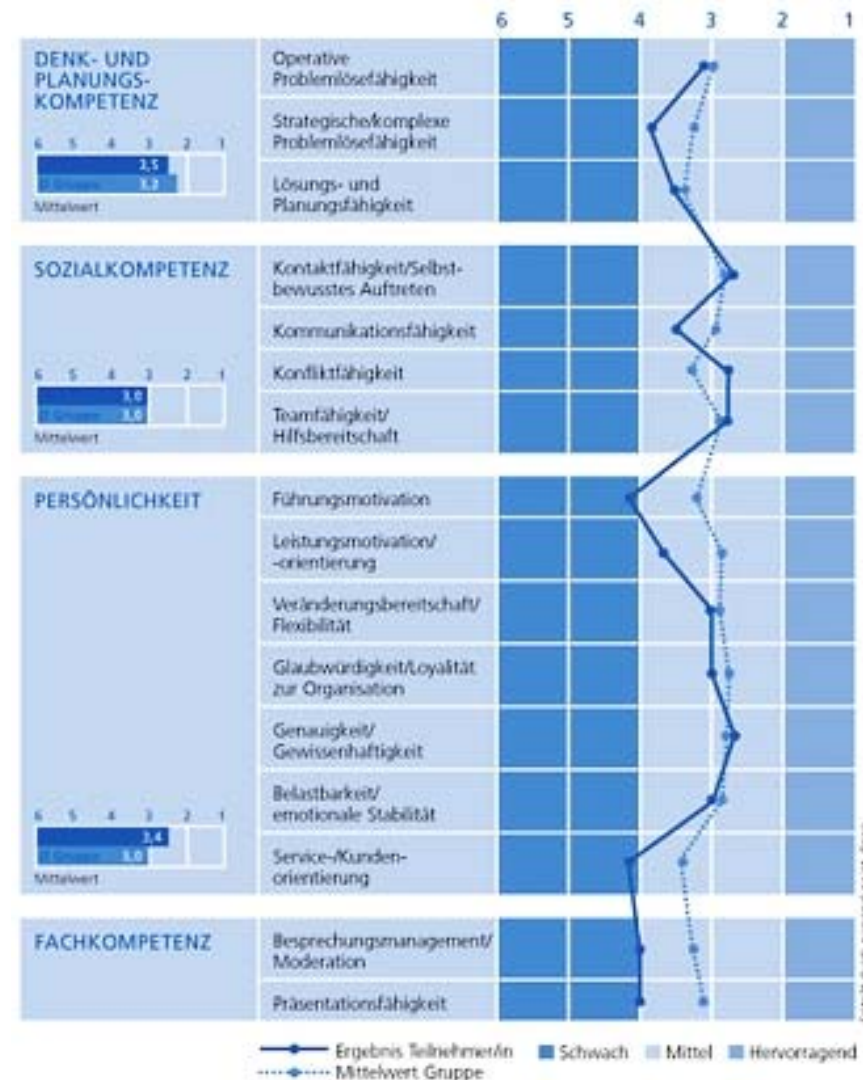 6 5 4 3 2 1
DENK- UND
PLANUNGS-
KOMPETENZ
6 5 4 3 2 1
3,5
Ø Gruppe
Mittelwert
Operative
Problemlösefähigkeit
Strategische/komplexe
Problemlösefähigkeit
Lösungs- und
Planungsfähigkeit
SOZIALKOMPETENZ
6 5 4 3 2 1
3,0
Ø Gruppe 3,0
Mittelwert
Kontaktfähigkeit/Selbst-
bewusstes Auftreten
Kommunikationsfähigkeit
Konfliktfähigkeit
Teamfähigkeit/
Hilfsbereitschaft
PERSÖNLICHKEIT
6 5 4 3 2 1
3,4
Ø Gruppe 3,0
Mittelwert
Führungsmotivation
Leistungsmotivation/
-orientierung
Veränderungsbereitschaft/
Flexibilität
Glaubwürdigkeit/Loyalität
zur Organisation
Genauigkeit/
Gewissenhaftigkeit
Belastbarkeit/
emotionale Stabilität
Service-/Kunden-
orientierung
FACHKOMPETENZ
Besprechungsmanagement/
Moderation
Präsentationsfähigkeit
Ergebnis Teilnehmer/in
Schwach
Mittel
Hervorragend
Mittelwert Gruppe